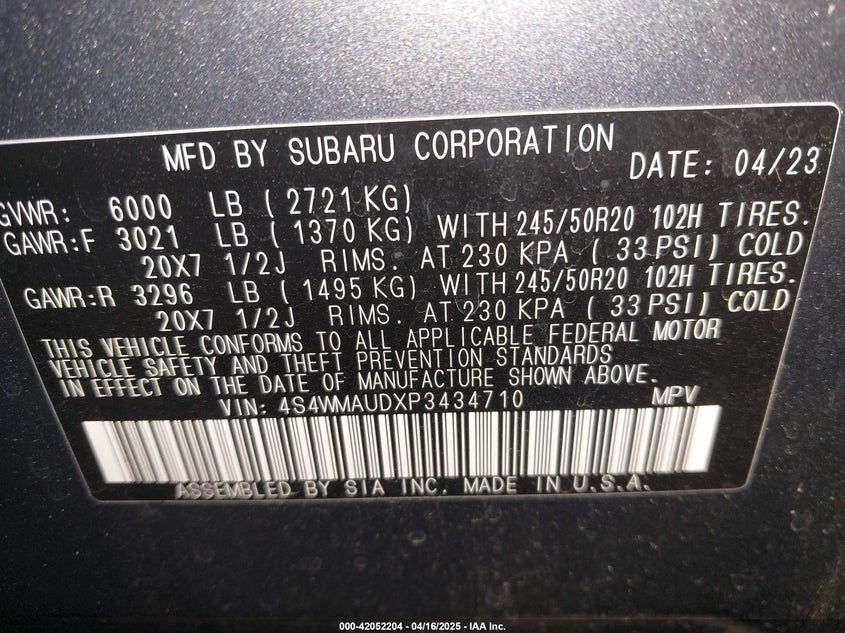 MFD BY SUBARU CORPORATION DATE: 04/23
GVWR: 6000 LB ( 2721 KG)
GAWR:F 3021 LB ( 1370 KG) WITH 245/50R20 102H TIRES.
20X7 1/2J RIMS. AT 230 KPA ( 33 PSI) COLD
GAWR:R 3296 LB ( 1495 KG) WITH 245/50R20 102H TIRES.
20X7 1/2J RIMS. AT 230 KPA ( 33 PSI) COLD
THIS VEHICLE CONFORMS TO ALL APPLICABLE FEDERAL MOTOR
VEHICLE SAFETY AND THEFT PREVENTION STANDARDS
IN EFFECT ON THE DATE OF MANUFACTURE SHOWN ABOVE.
VIN: 4S4WMAUDXP3434710 MPV
ASSEMBLED BY SIA INC. MADE IN U.S.A.
000-42052204 - 04/16/2025 - IAA Inc.